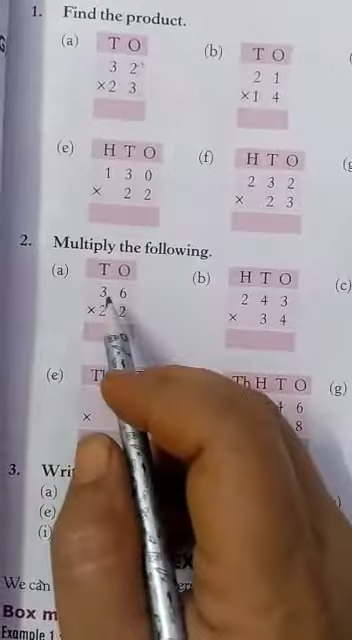 1. Find the product.
(a) T O (b) T O
3 2 2 1
×2 3 ×1 4
(e) H T O (f) H T O
1 3 0 2 3 2
× 2 2 × 2 3
2. Multiply the following.
(a) T O (b) H T O (c)
3 6 2 4 3
×2 2 × 3 4
(e) Th H T O (g)
6
× 8
3. Wri
(a)
(e)
(i)
We can
Box m
Example 1